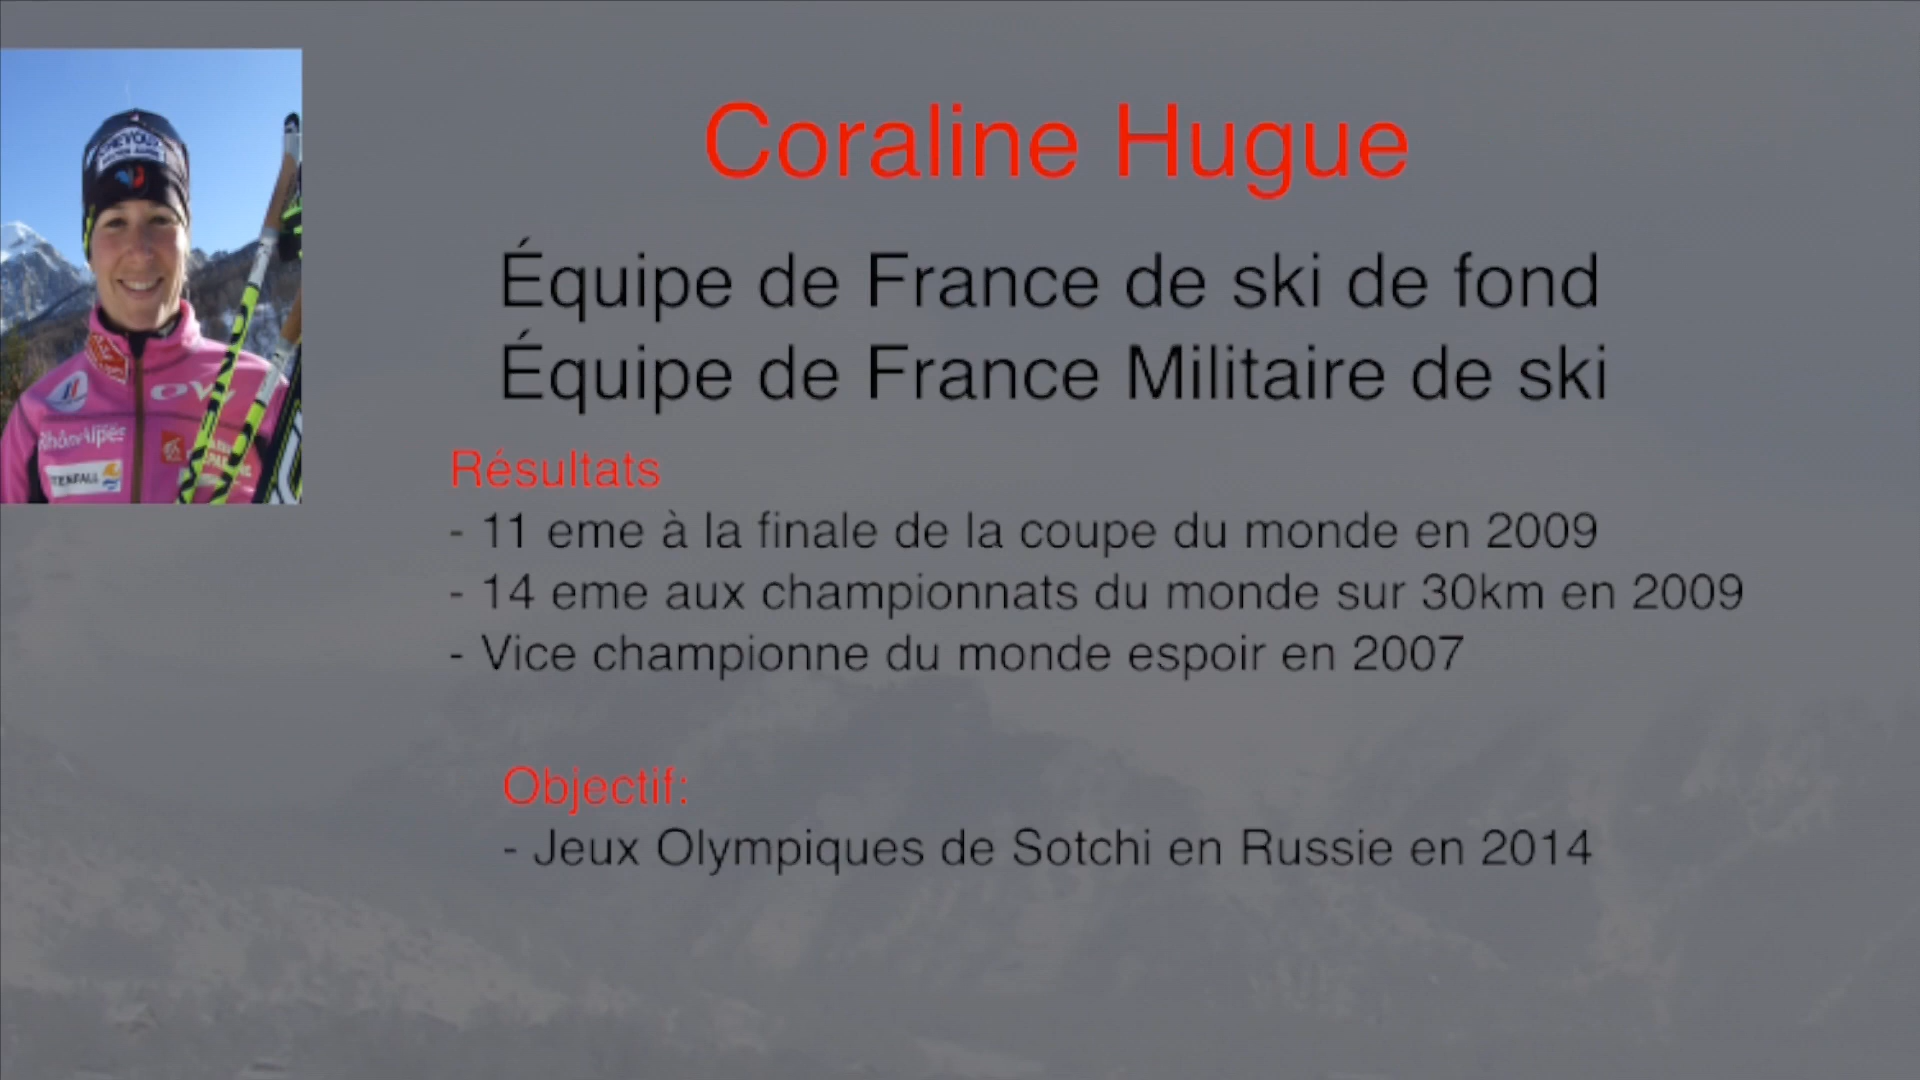 Coraline Hugue
Équipe de France de ski de fond
Équipe de France Militaire de ski
Résultats
- 11 eme à la finale de la coupe du monde en 2009
- 14 eme aux championnats du monde sur 30km en 2009
- Vice championne du monde espoir en 2007
Objectif:
- Jeux Olympiques de Sotchi en Russie en 2014
RhôneAlpes